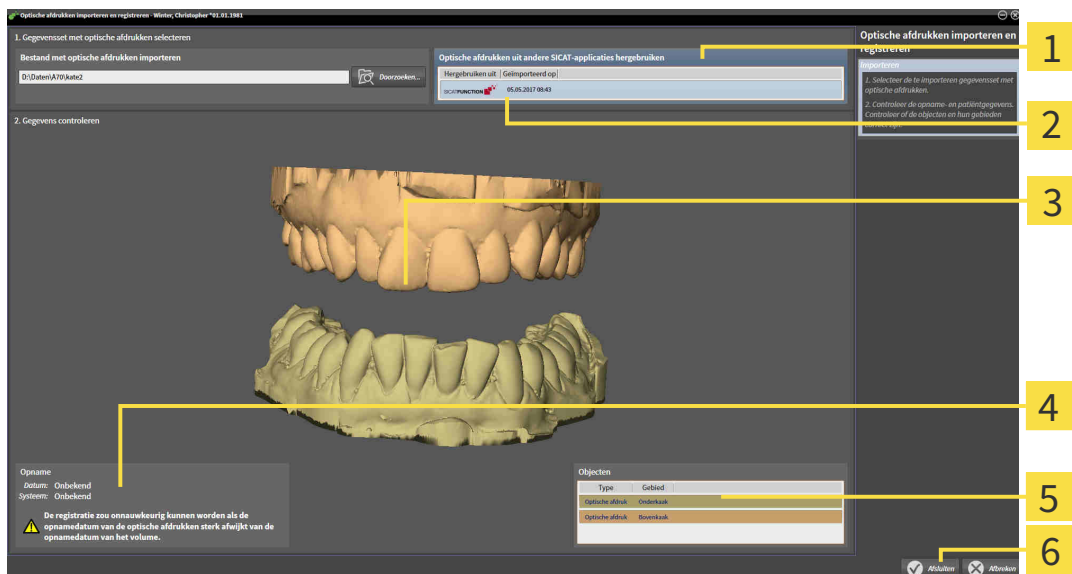 Optische afdrukken importeren en registreren - Winter, Christopher *01.01.1981
1. Gegevensset met optische afdrukken selecteren
Bestand met optische afdrukken importeren
D:\Daten\A70\kate2
Doorzoeken...
Optische afdrukken uit andere SICAT-applicaties hergebruiken
Hergebruiken uit Geïmporteerd op
SICAT FUNCTION 05.05.2017 08:43
Optische afdrukken importeren en
registreren
Importeren
1. Selecteer de te importeren gegevensset met
optische afdrukken.
2. Controleer de opname- en patiëntgegevens.
Controleer of de objecten en hun gebieden
correct zijn.
1
2
3
4
5
6
2. Gegevens controleren
Opname
Datum: Onbekend
Systeem: Onbekend
De registratie zou onnauwkeurig kunnen worden als de
opnamedatum van de optische afdrukken sterk afwijkt van de
opnamedatum van het volume.
Objecten
Type Gebied
Optische afdruk Onderkaak
Optische afdruk Bovenkaak
Afsluiten
Afbreken